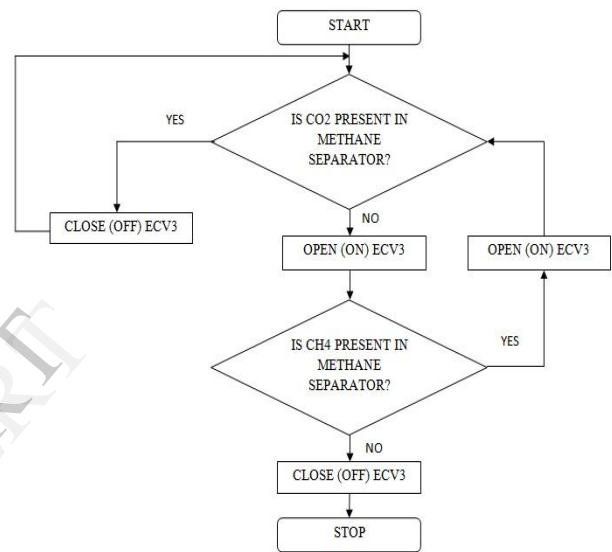 START
IS CO2 PRESENT IN
METHANE
SEPARATOR?
YES
NO
CLOSE (OFF) ECV3
OPEN (ON) ECV3
OPEN (ON) ECV3
IS CH4 PRESENT IN
METHANE
SEPARATOR?
YES
NO
CLOSE (OFF) ECV3
STOP